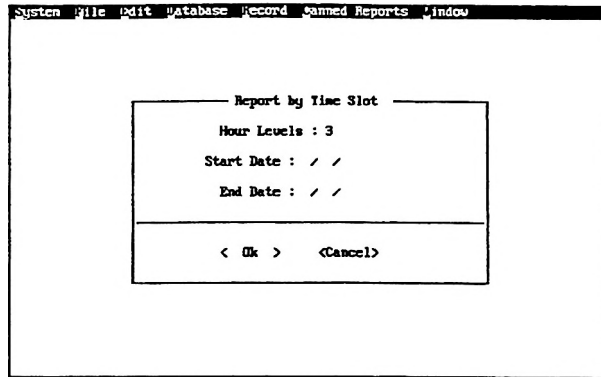 System File Edit Database Record Canned Reports Window
Report by Time Slot
Hour Levels : 3
Start Date : / /
End Date : / /
< Ok > <Cancel>